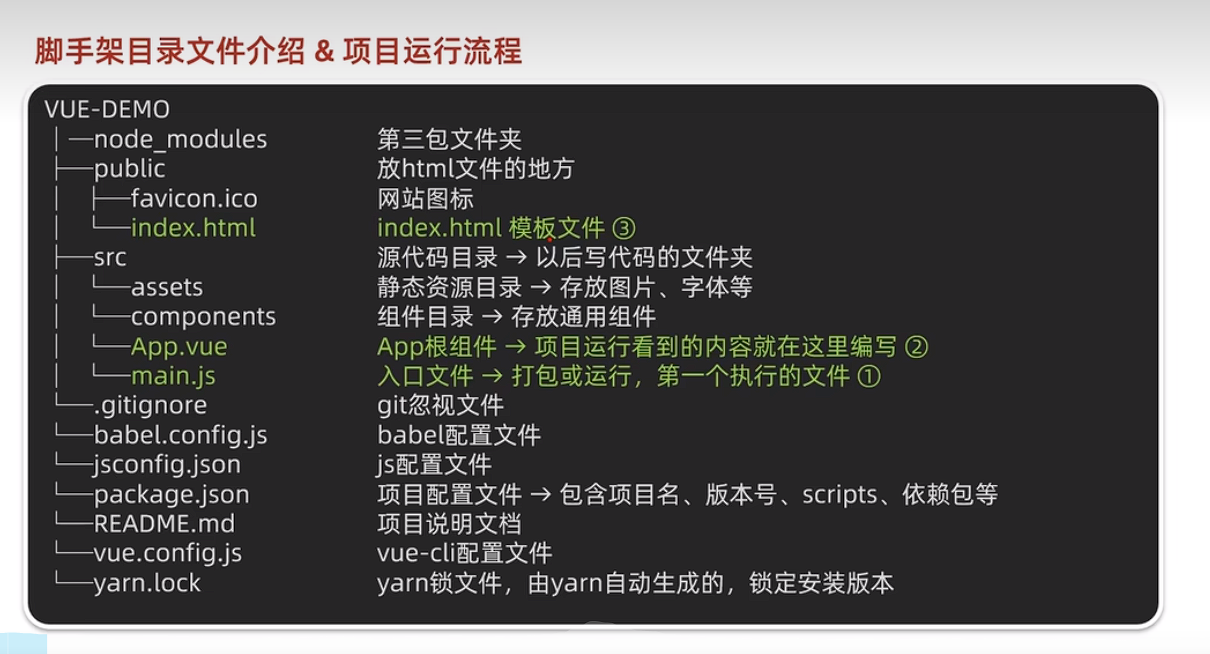 脚手架目录文件介绍 & 项目运行流程
VUE-DEMO
│ ─node_modules 第三包文件夹
├──public 放html文件的地方
│ ├──favicon.ico 网站图标
│ └──index.html index.html 模板文件 ③
├──src 源代码目录 → 以后写代码的文件夹
│ └──assets 静态资源目录 → 存放图片、字体等
│ └──components 组件目录 → 存放通用组件
│ └──App.vue App根组件 → 项目运行看到的内容就在这里编写 ②
│ └──main.js 入口文件 → 打包或运行，第一个执行的文件 ①
└──.gitignore git忽视文件
└──babel.config.js babel配置文件
└──jsconfig.json js配置文件
└──package.json 项目配置文件 → 包含项目名、版本号、scripts、依赖包等
└──README.md 项目说明文档
└──vue.config.js vue-cli配置文件
└──yarn.lock yarn锁文件，由yarn自动生成的，锁定安装版本